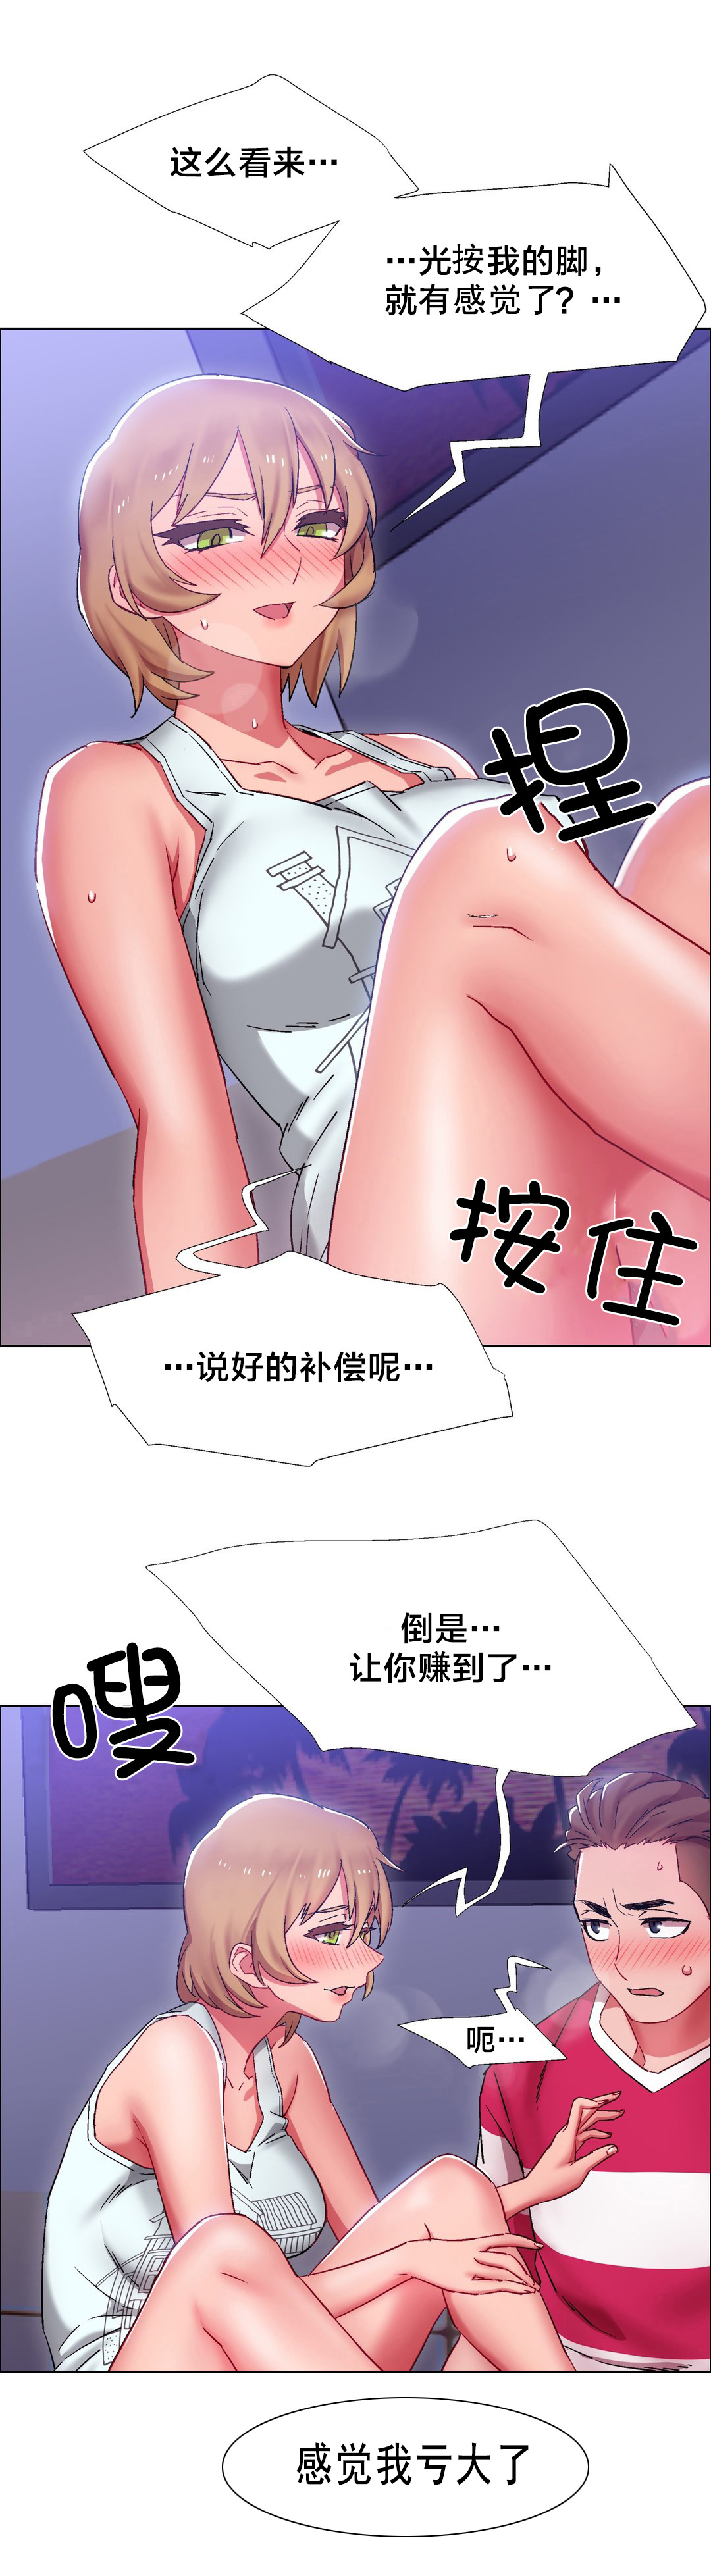 这么看来…
…光按我的脚，
就有感觉了？…
捏
按住
…说好的补偿呢…
倒是…
让你赚到了…
嗖
呃…
感觉我亏大了